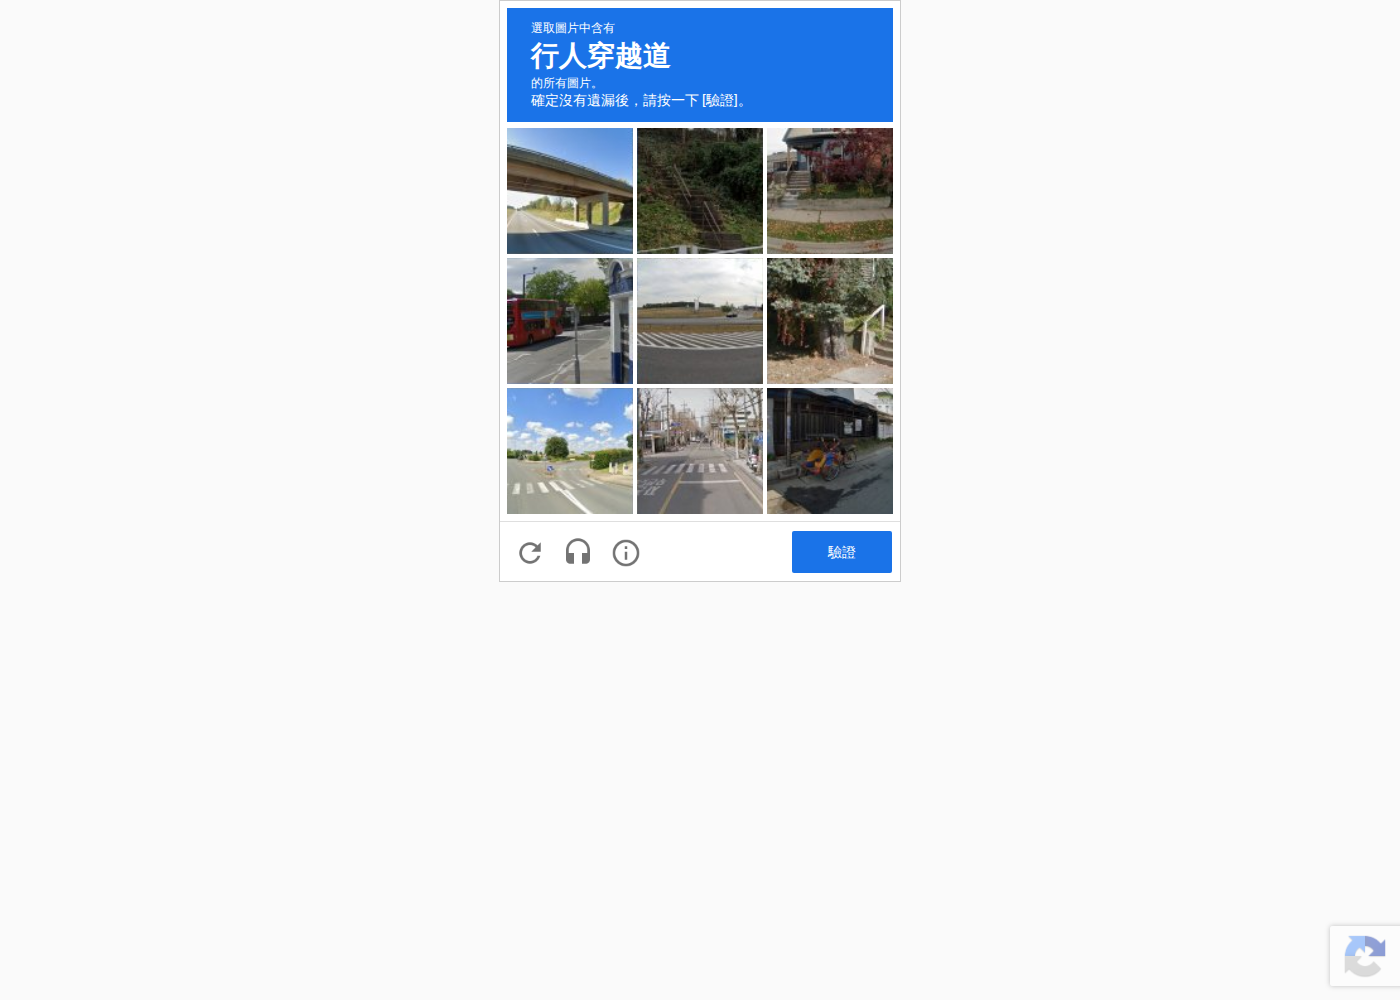 選取圖片中含有
行人穿越道
的所有圖片。
確定沒有遺漏後，請按一下 [驗證]。
驗證